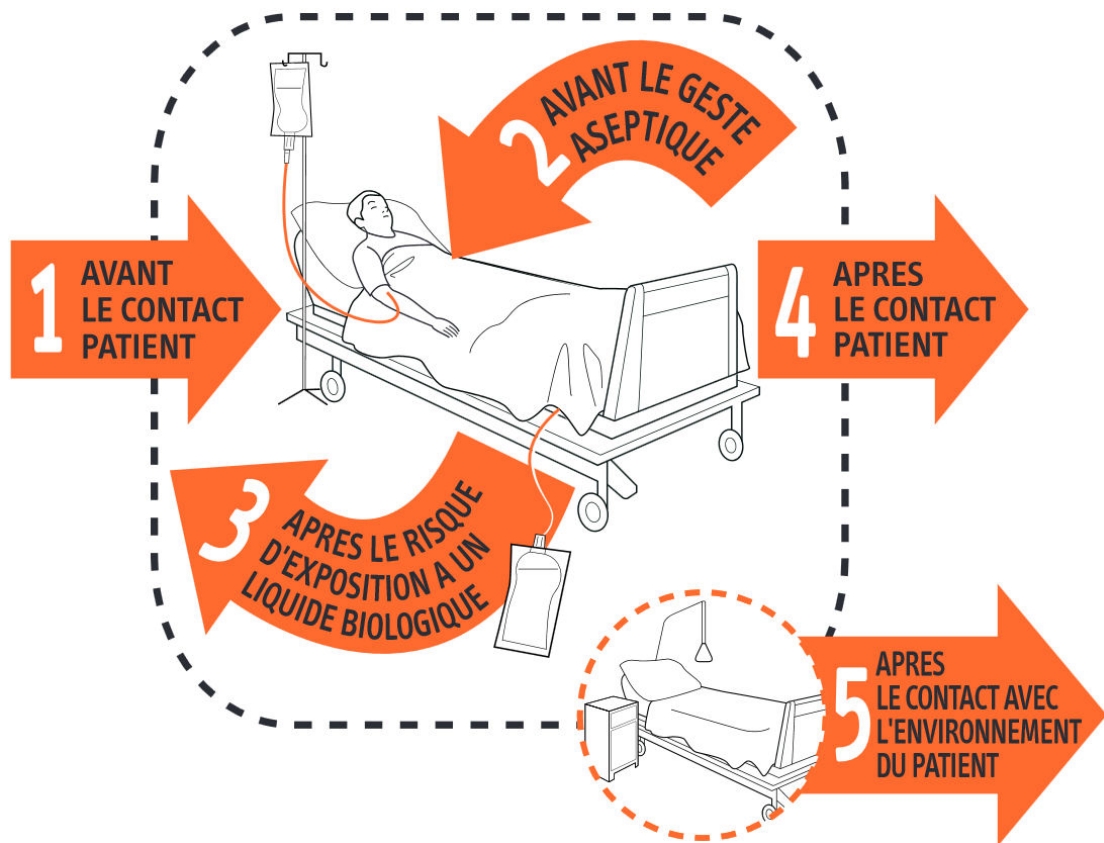 1
AVANT
LE CONTACT
PATIENT
2
AVANT LE GESTE
ASEPTIQUE
3
APRES LE RISQUE
D'EXPOSITION A UN
LIQUIDE BIOLOGIQUE
4
APRES
LE CONTACT
PATIENT
5
APRES
LE CONTACT AVEC
L'ENVIRONNEMENT
DU PATIENT